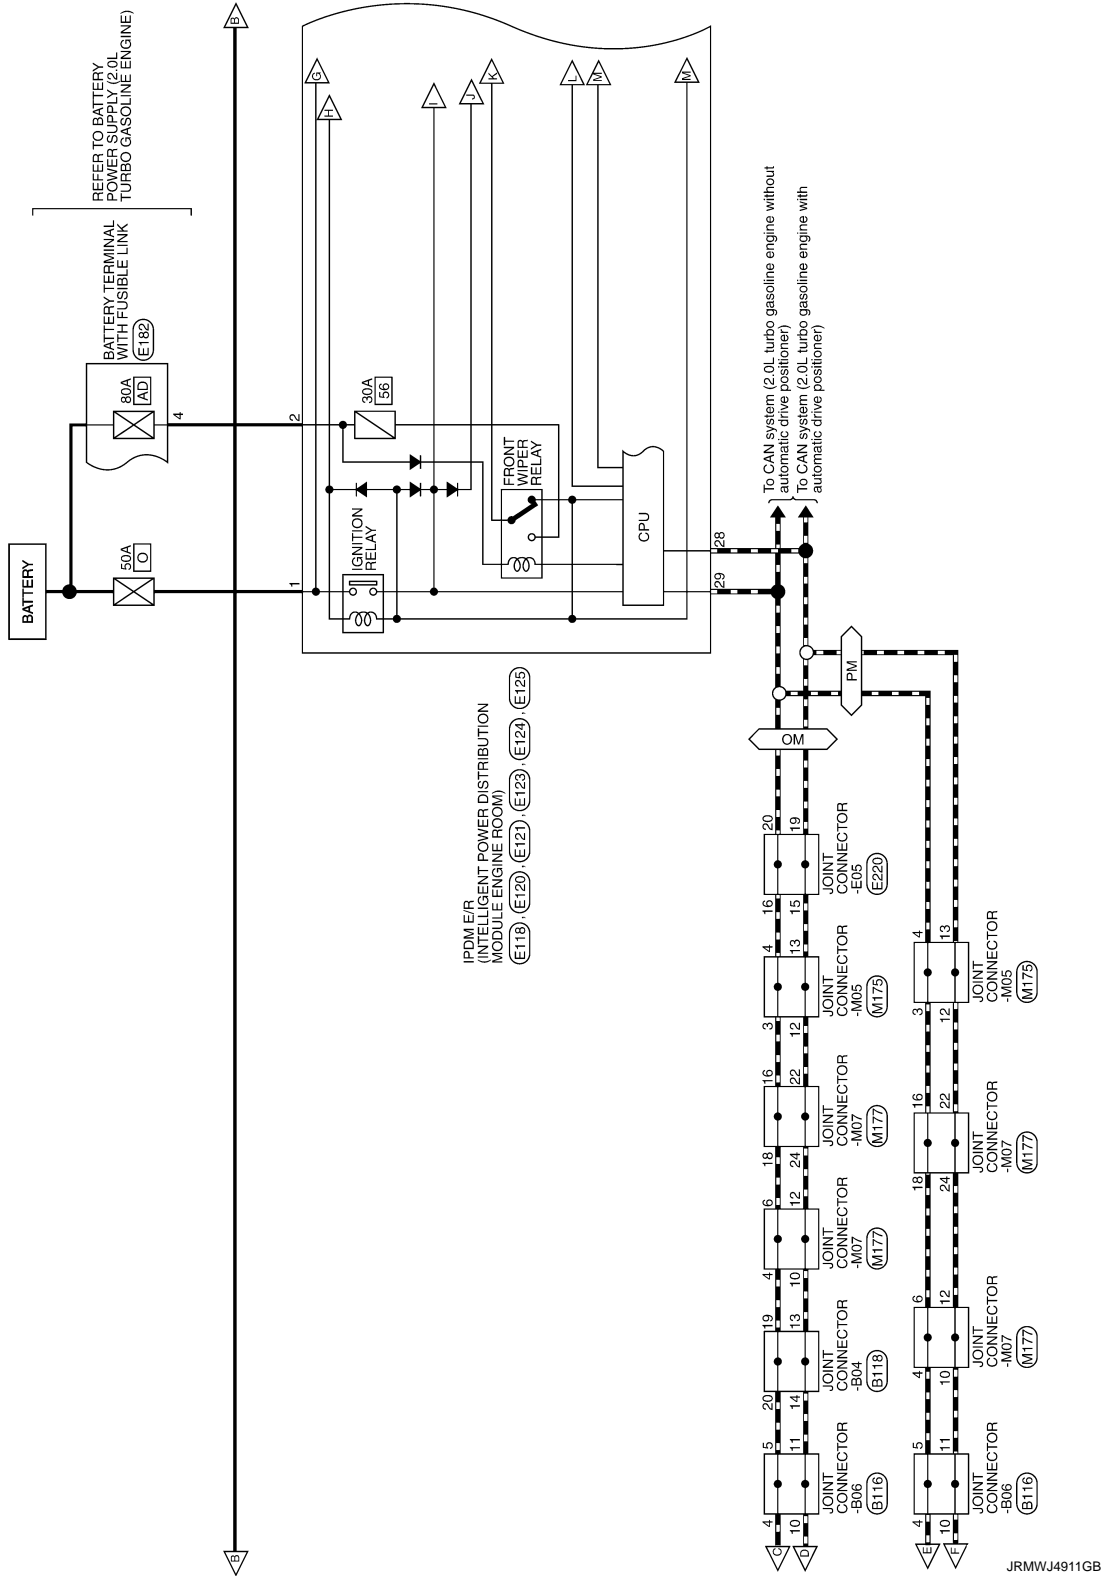 REFER TO BATTERY
POWER SUPPLY (2.0L
TURBO GASOLINE ENGINE)
BATTERY TERMINAL
WITH FUSIBLE LINK
E182
BATTERY
80A
AD
4
50A
O
B
B
2
1
G
H
I
J
K
L
M
M
30A
56
IGNITION
RELAY
FRONT
WIPER
RELAY
CPU
28
29
IPDM E/R
(INTELLIGENT POWER DISTRIBUTION
MODULE ENGINE ROOM)
E118 , E120 , E121 , E123 , E124 , E125
To CAN system (2.0L turbo gasoline engine without
automatic drive positioner)
To CAN system (2.0L turbo gasoline engine with
automatic drive positioner)
PM
OM
20
19
JOINT
CONNECTOR
-E05
E220
16
15
4
13
JOINT
CONNECTOR
-M05
M175
3
12
16
22
JOINT
CONNECTOR
-M07
M177
18
24
6
12
JOINT
CONNECTOR
-M07
M177
4
10
19
13
JOINT
CONNECTOR
-B04
B118
20
14
5
11
JOINT
CONNECTOR
-B06
B116
4
10
C
D
4
13
JOINT
CONNECTOR
-M05
M175
3
12
16
22
JOINT
CONNECTOR
-M07
M177
18
24
6
12
JOINT
CONNECTOR
-M07
M177
4
10
5
11
JOINT
CONNECTOR
-B06
B116
4
10
E
F
JRMWJ4911GB